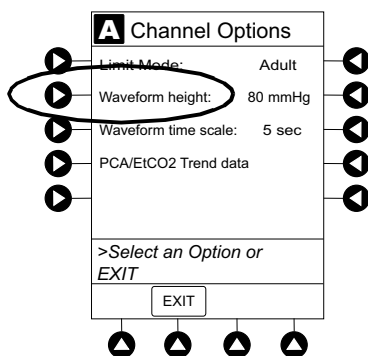 A Channel Options
Limit Mode: Adult
Waveform height: 80 mmHg
Waveform time scale: 5 sec
PCA/EtCO2 Trend data
>Select an Option or
EXIT
EXIT